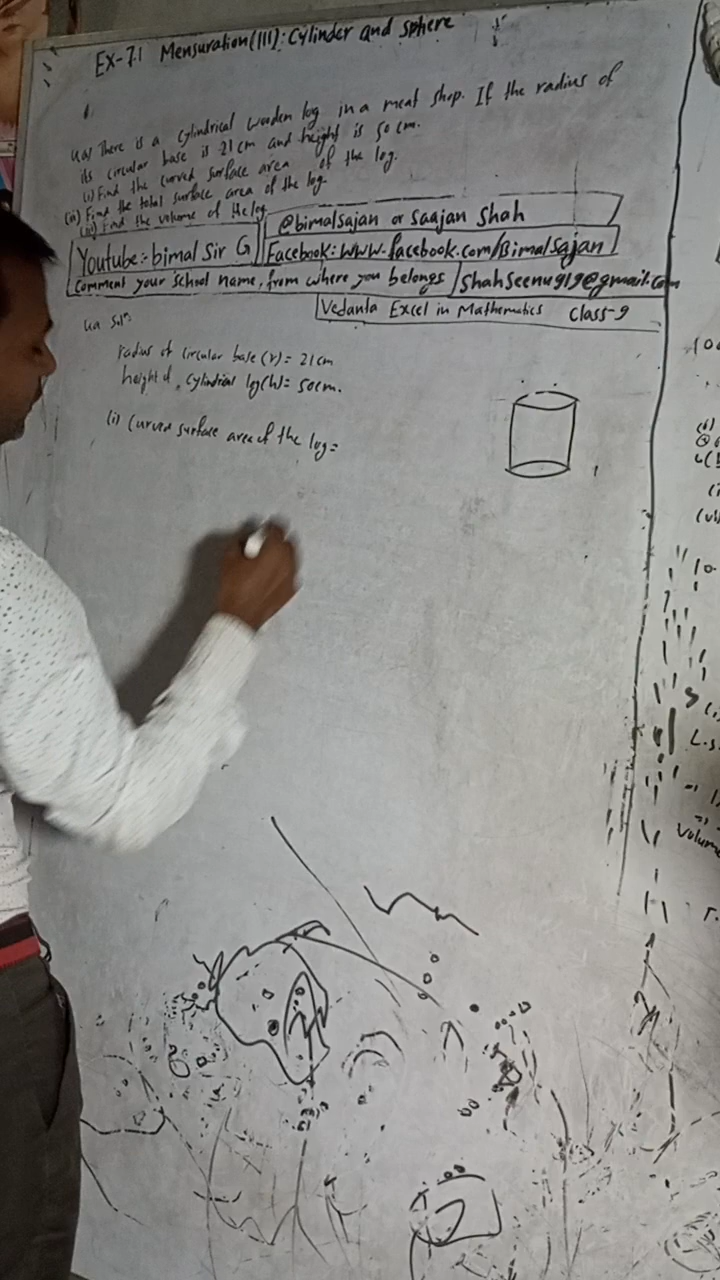 EX-7.1 Mensuration(III): Cylinder and sphere
4.a) There is a cylindrical wooden log in a meat shop. If the radius of
its circular base is 21 cm and height is 50 cm.
(i) Find the curved surface area of the log.
(ii) Find the total surface area of the log.
(iii) Find the volume of the log.
@bimalsajan or saajan shah
Youtube:- bimal Sir G
Facebook: WWW.facebook.com/Bimalsajan
Comment your school name, from where you belongs
Shahseenu919@gmail.com
Vedanta Excel in Mathematics Class-9
4.a Solⁿ:
radius of circular base (r) = 21 cm
height of cylindrical log(h) = 50cm.
(i) Curved surface area of the log =